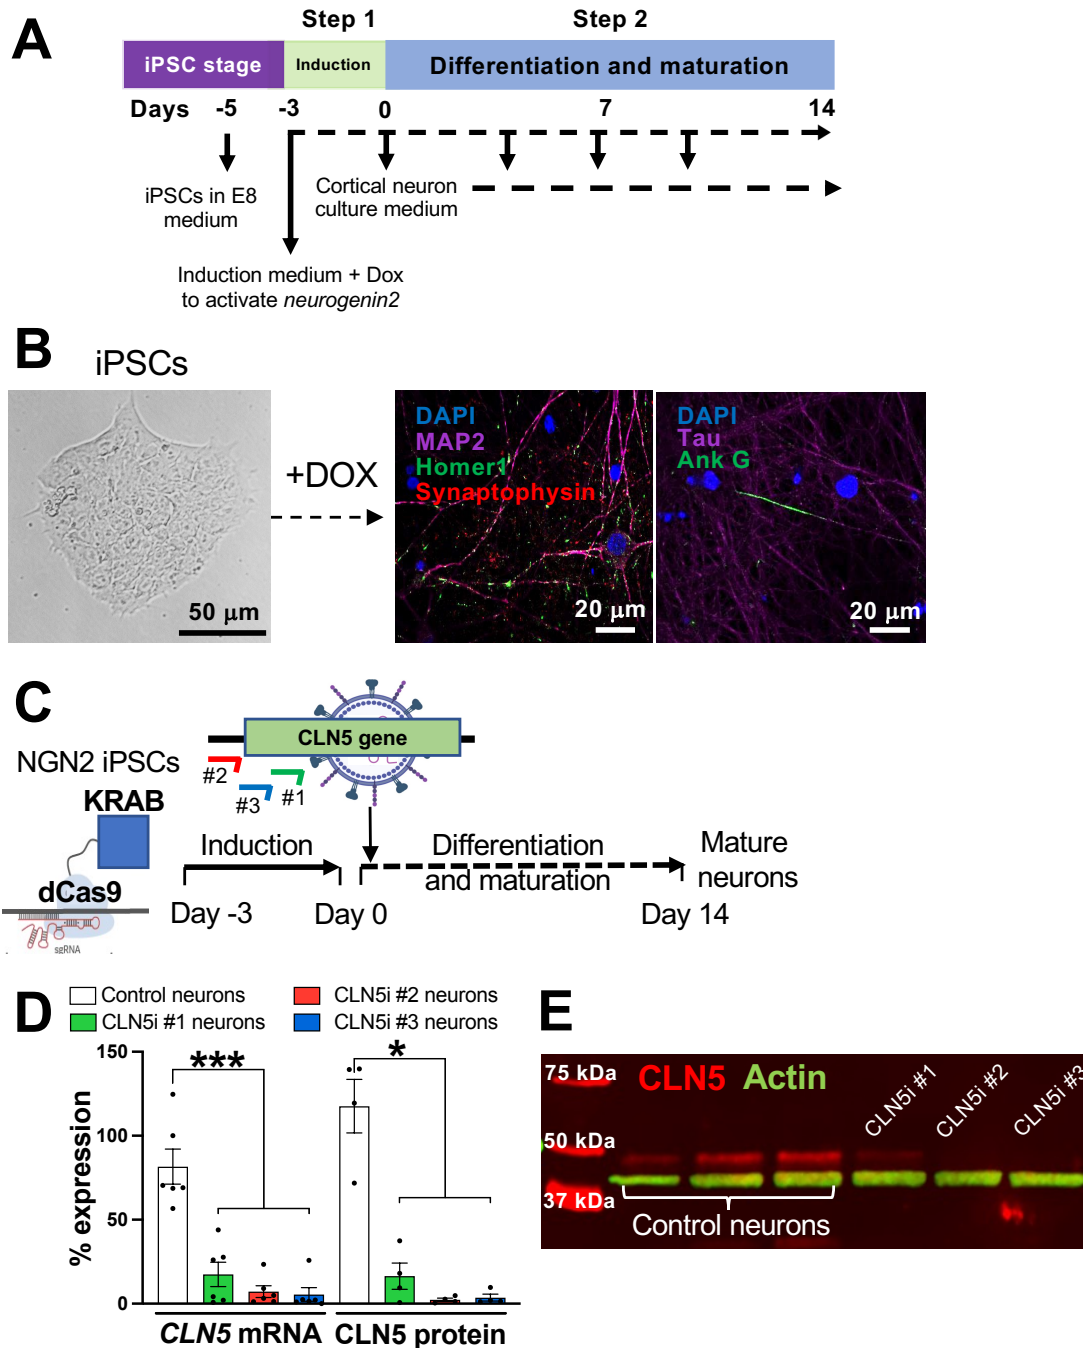 A
Step 1
Step 2
iPSC stage
Induction
Differentiation and maturation
Days -5 -3 0 7 14
iPSCs in E8
medium
Cortical neuron
culture medium
Induction medium + Dox
to activate neurogenin2
B
iPSCs
50 µm
+DOX
DAPI
MAP2
Homer1
Synaptophysin
20 µm
DAPI
Tau
Ank G
20 µm
C
NGN2 iPSCs
KRAB
dCas9
sgRNA
CLN5 gene
#2
#3
#1
Induction
Differentiation
and maturation
Mature
neurons
Day -3
Day 0
Day 14
D
Control neurons
CLN5i #1 neurons
CLN5i #2 neurons
CLN5i #3 neurons
% expression
150
100
50
0
***
*
CLN5 mRNA
CLN5 protein
E
75 kDa
50 kDa
37 kDa
CLN5 Actin
CLN5i #1
CLN5i #2
CLN5i #3
Control neurons